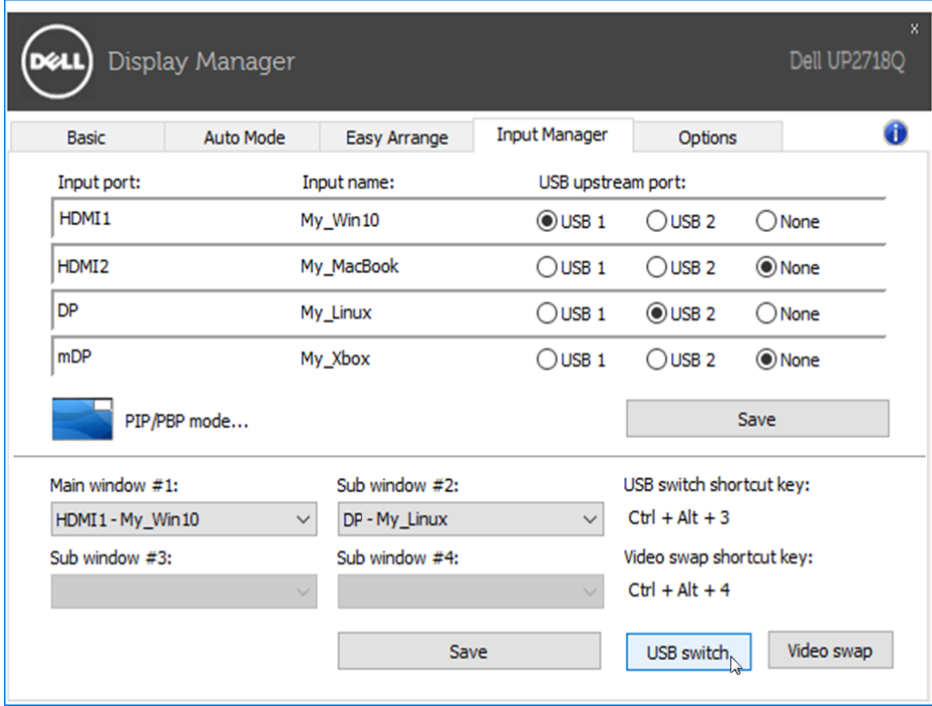 x
DELL Display Manager Dell UP2718Q
Basic Auto Mode Easy Arrange Input Manager Options i
Input port: Input name: USB upstream port:
HDMI1 My_Win10 USB 1 USB 2 None
HDMI2 My_MacBook USB 1 USB 2 None
DP My_Linux USB 1 USB 2 None
mDP My_Xbox USB 1 USB 2 None
PIP/PBP mode... Save
Main window #1: Sub window #2: USB switch shortcut key:
HDMI1 - My_Win10 DP - My_Linux Ctrl + Alt + 3
Sub window #3: Sub window #4: Video swap shortcut key:
Ctrl + Alt + 4
Save USB switch Video swap